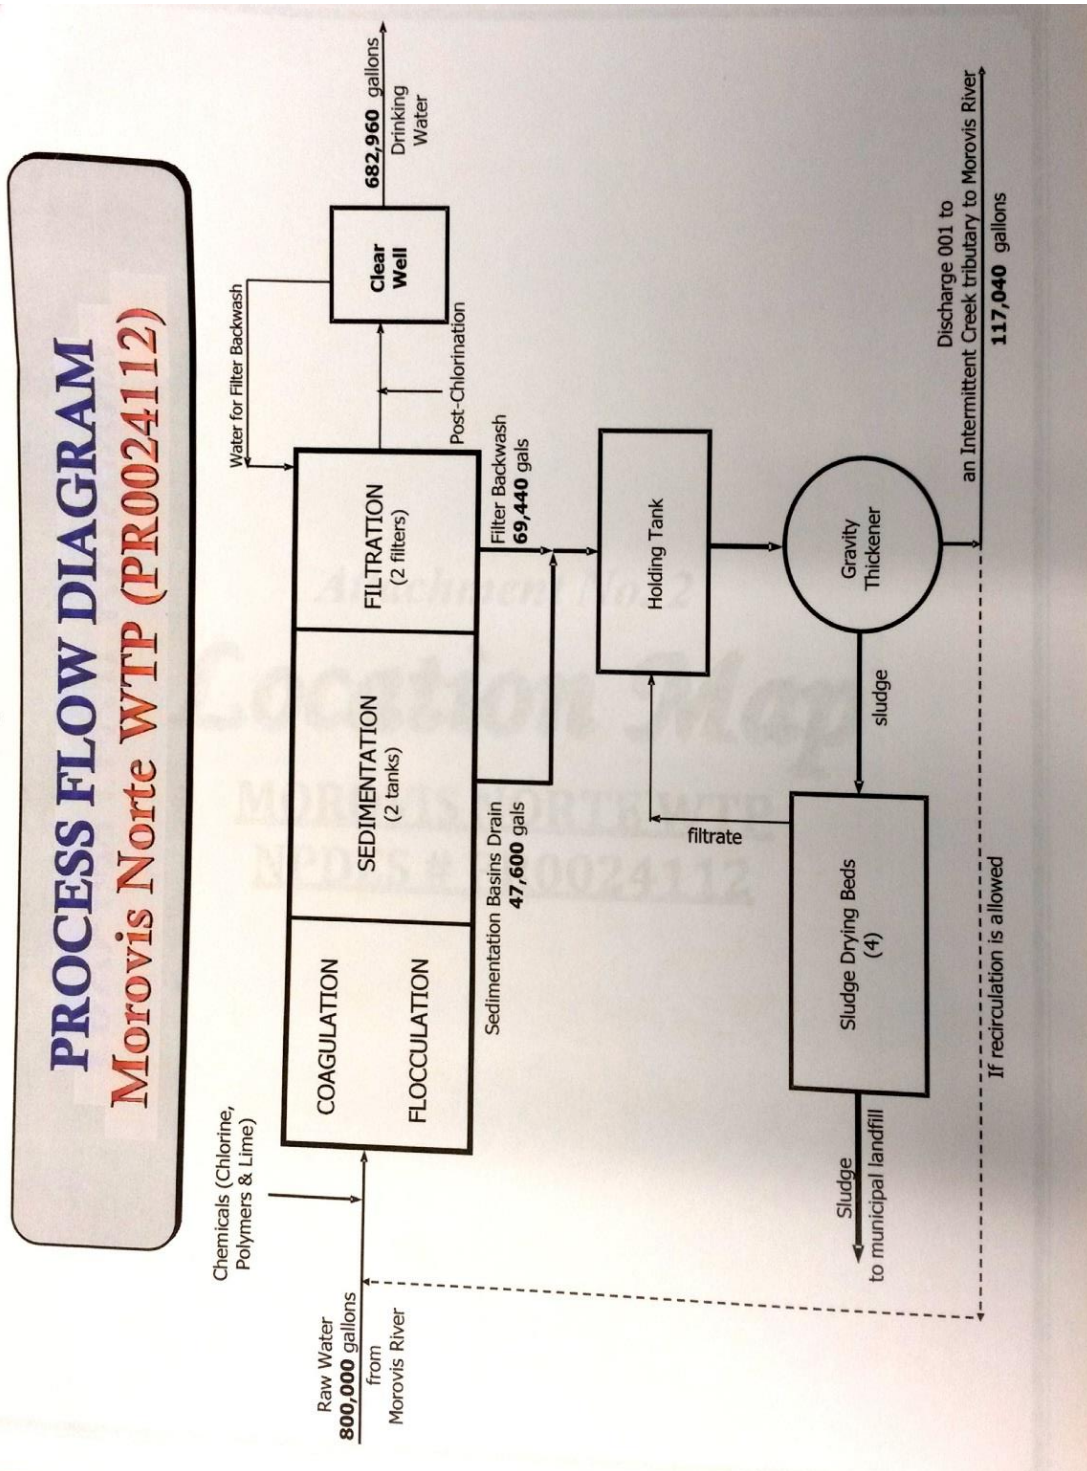 PROCESS FLOW DIAGRAM
Morovis Norte WTP (PR0024112)
Chemicals (Chlorine,
Polymers & Lime)
Raw Water
800,000 gallons
from
Morovis River
COAGULATION
FLOCCULATION
SEDIMENTATION
(2 tanks)
FILTRATION
(2 filters)
Water for Filter Backwash
Post-Chlorination
Clear
Well
682,960 gallons
Drinking
Water
Sedimentation Basins Drain
47,600 gals
Filter Backwash
69,440 gals
Holding Tank
filtrate
Gravity
Thickener
sludge
Sludge Drying Beds
(4)
Sludge
to municipal landfill
Discharge 001 to
an Intermittent Creek tributary to Morovis River
117,040 gallons
If recirculation is allowed
Attachment No. 2
Location Map
MOROVIS NORTE WTP
NPDES # PR0024112